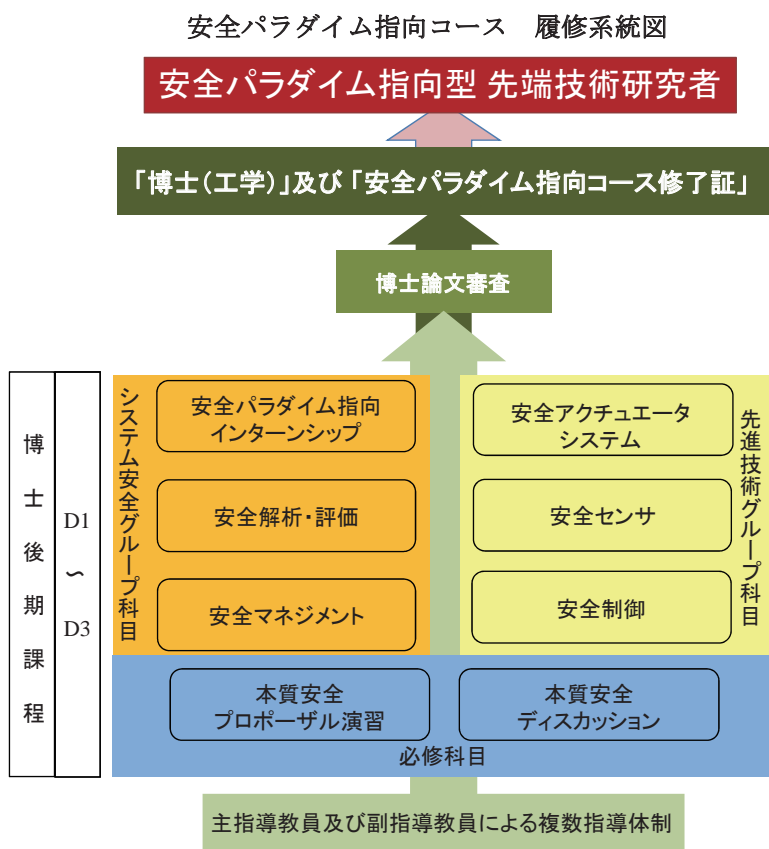 安全パラダイム指向コース　履修系統図
安全パラダイム指向型 先端技術研究者
「博士(工学)」及び「安全パラダイム指向コース修了証」
博士論文審査
博士後期課程
D1
～
D3
システム安全グループ科目
安全パラダイム指向
インターンシップ
安全解析・評価
安全マネジメント
安全アクチュエータ
システム
安全センサ
安全制御
先進技術グループ科目
本質安全
プロポーザル演習
本質安全
ディスカッション
必修科目
主指導教員及び副指導教員による複数指導体制